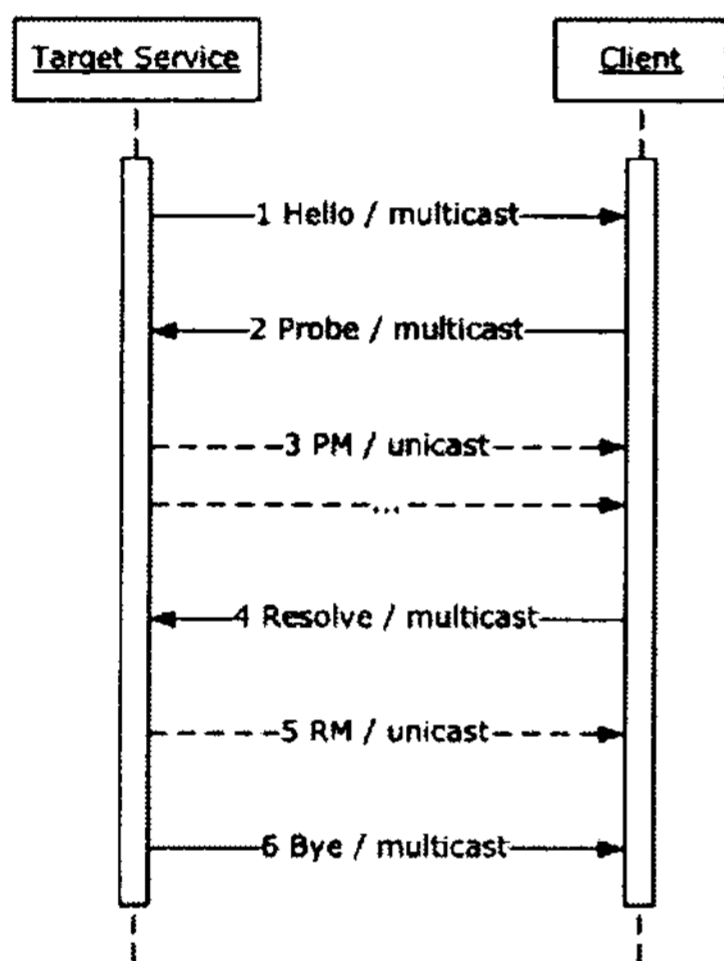 Target Service
Client
1 Hello / multicast
2 Probe / multicast
3 PM / unicast
...
4 Resolve / multicast
5 RM / unicast
6 Bye / multicast